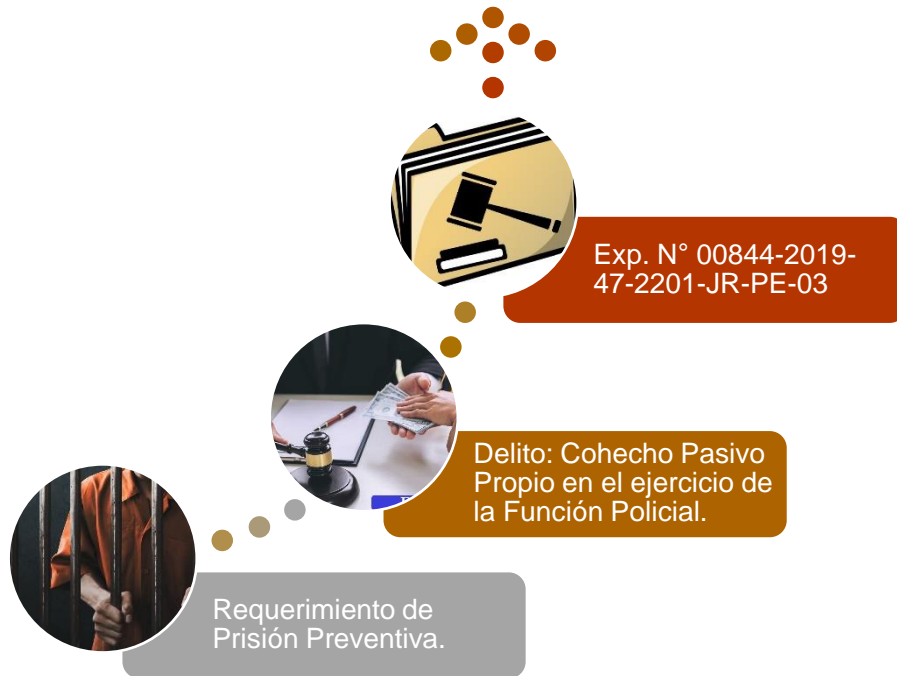 Exp. N° 00844-2019-
47-2201-JR-PE-03
Delito: Cohecho Pasivo
Propio en el ejercicio de
la Función Policial.
Requerimiento de
Prisión Preventiva.